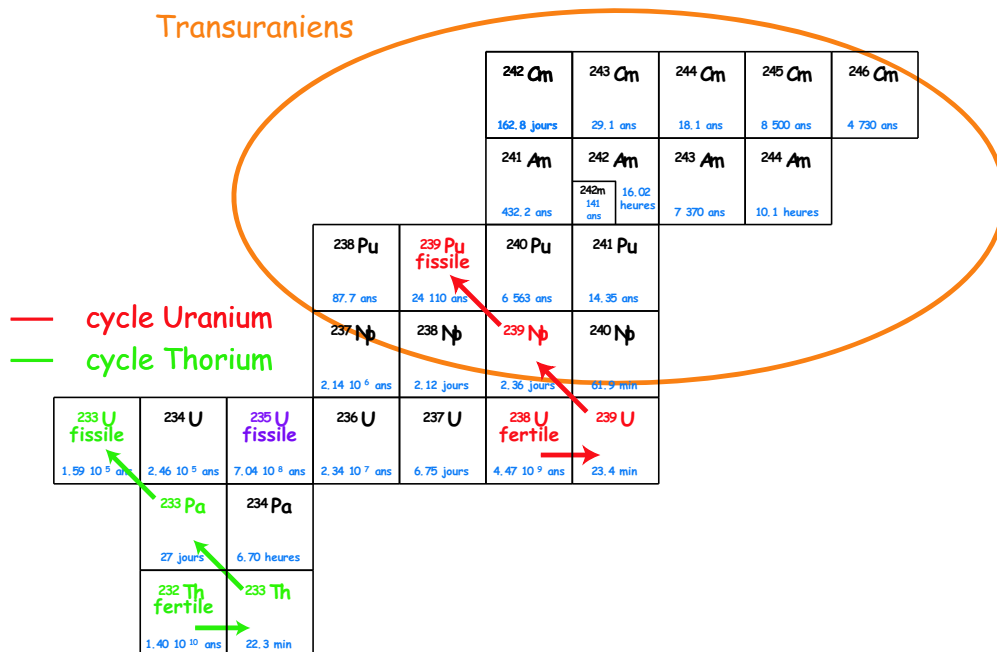 Transuraniens
242 Cm 243 Cm 244 Cm 245 Cm 246 Cm
162.8 jours 29.1 ans 18.1 ans 8 500 ans 4 730 ans
241 Am 242 Am 243 Am 244 Am
242m 16.02
141 heures
ans
432.2 ans 7 370 ans 10.1 heures
238 Pu 239 Pu 240 Pu 241 Pu
fissile
87.7 ans 24 110 ans 6 563 ans 14.35 ans
cycle Uranium
cycle Thorium
237 Np 238 Np 239 Np 240 Np
2.14 10 6 ans 2.12 jours 2.36 jours 61.9 min
233 U 234 U 235 U 236 U 237 U 238 U 239 U
fissile fissile fertile
1.59 10 5 ans 2.46 10 5 ans 7.04 10 8 ans 2.34 10 7 ans 6.75 jours 4.47 10 9 ans 23.4 min
233 Pa 234 Pa
27 jours 6.70 heures
232 Th 233 Th
fertile
1.40 10 10 ans 22.3 min